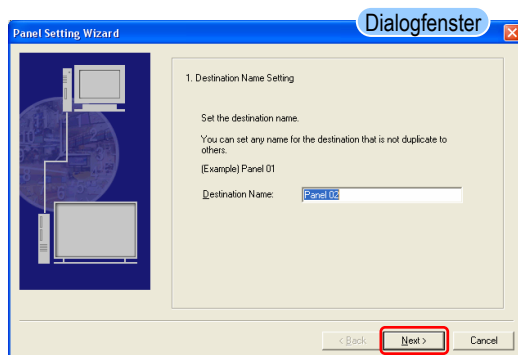 Dialogfenster
Panel Setting Wizard
1. Destination Name Setting
Set the destination name.
You can set any name for the destination that is not duplicate to
others.
(Example) Panel 01
Destination Name: Panel 02
< Back Next > Cancel